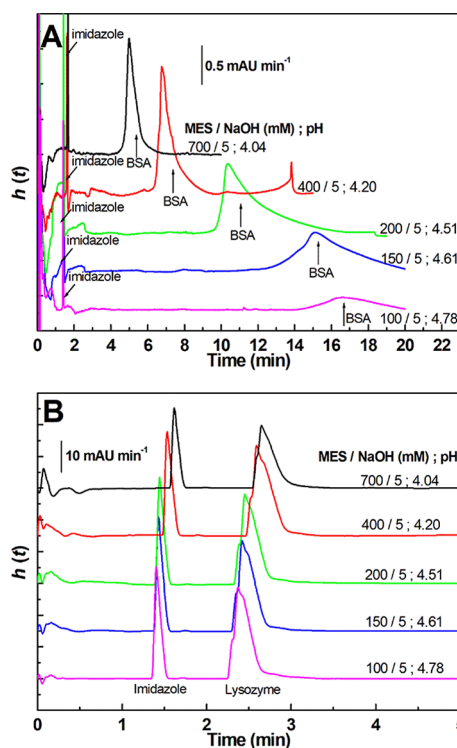 A
imidazole
0.5 mAU min-1
MES / NaOH (mM) ; pH
700 / 5 ; 4.04
BSA
imidazole
400 / 5 ; 4.20
BSA
imidazole
200 / 5 ; 4.51
BSA
imidazole
150 / 5 ; 4.61
BSA
imidazole
100 / 5 ; 4.78
BSA
h (t)
0 1 2 4 6 8 10 12 14 16 18 20 22
Time (min)
B
10 mAU min-1
MES / NaOH (mM) ; pH
700 / 5 ; 4.04
400 / 5 ; 4.20
200 / 5 ; 4.51
150 / 5 ; 4.61
100 / 5 ; 4.78
Imidazole Lysozyme
h (t)
0 1 2 3 4 5
Time (min)